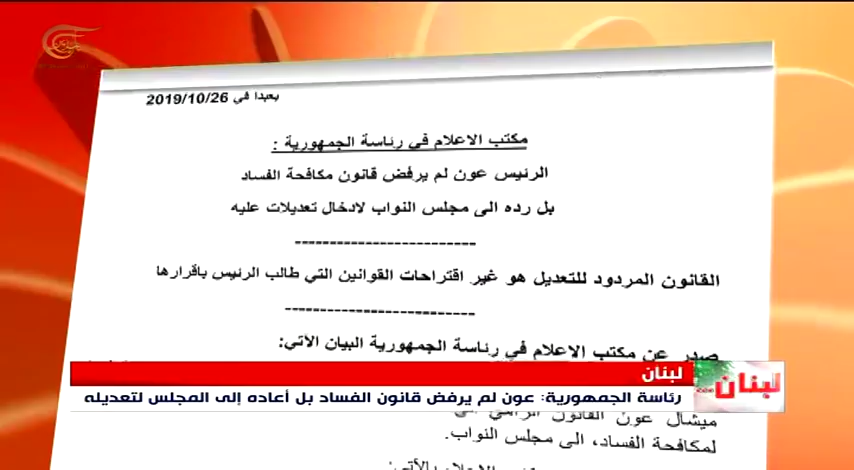 بعبدا في 2019/10/26
مكتب الاعلام في رئاسة الجمهورية :
الرئيس عون لم يرفض قانون مكافحة الفساد
بل رده الى مجلس النواب لادخال تعديلات عليه
------------------------
القانون المردود للتعديل هو غير اقتراحات القوانين التي طالب الرئيس باقرارها
------------------------
صدر عن مكتب الاعلام في رئاسة الجمهورية البيان الآتي:
لبنان
لبنان
رئاسة الجمهورية: عون لم يرفض قانون الفساد بل أعاده إلى المجلس لتعديله
ميشال عون القانون الرامي الى
لمكافحة الفساد، الى مجلس النواب.